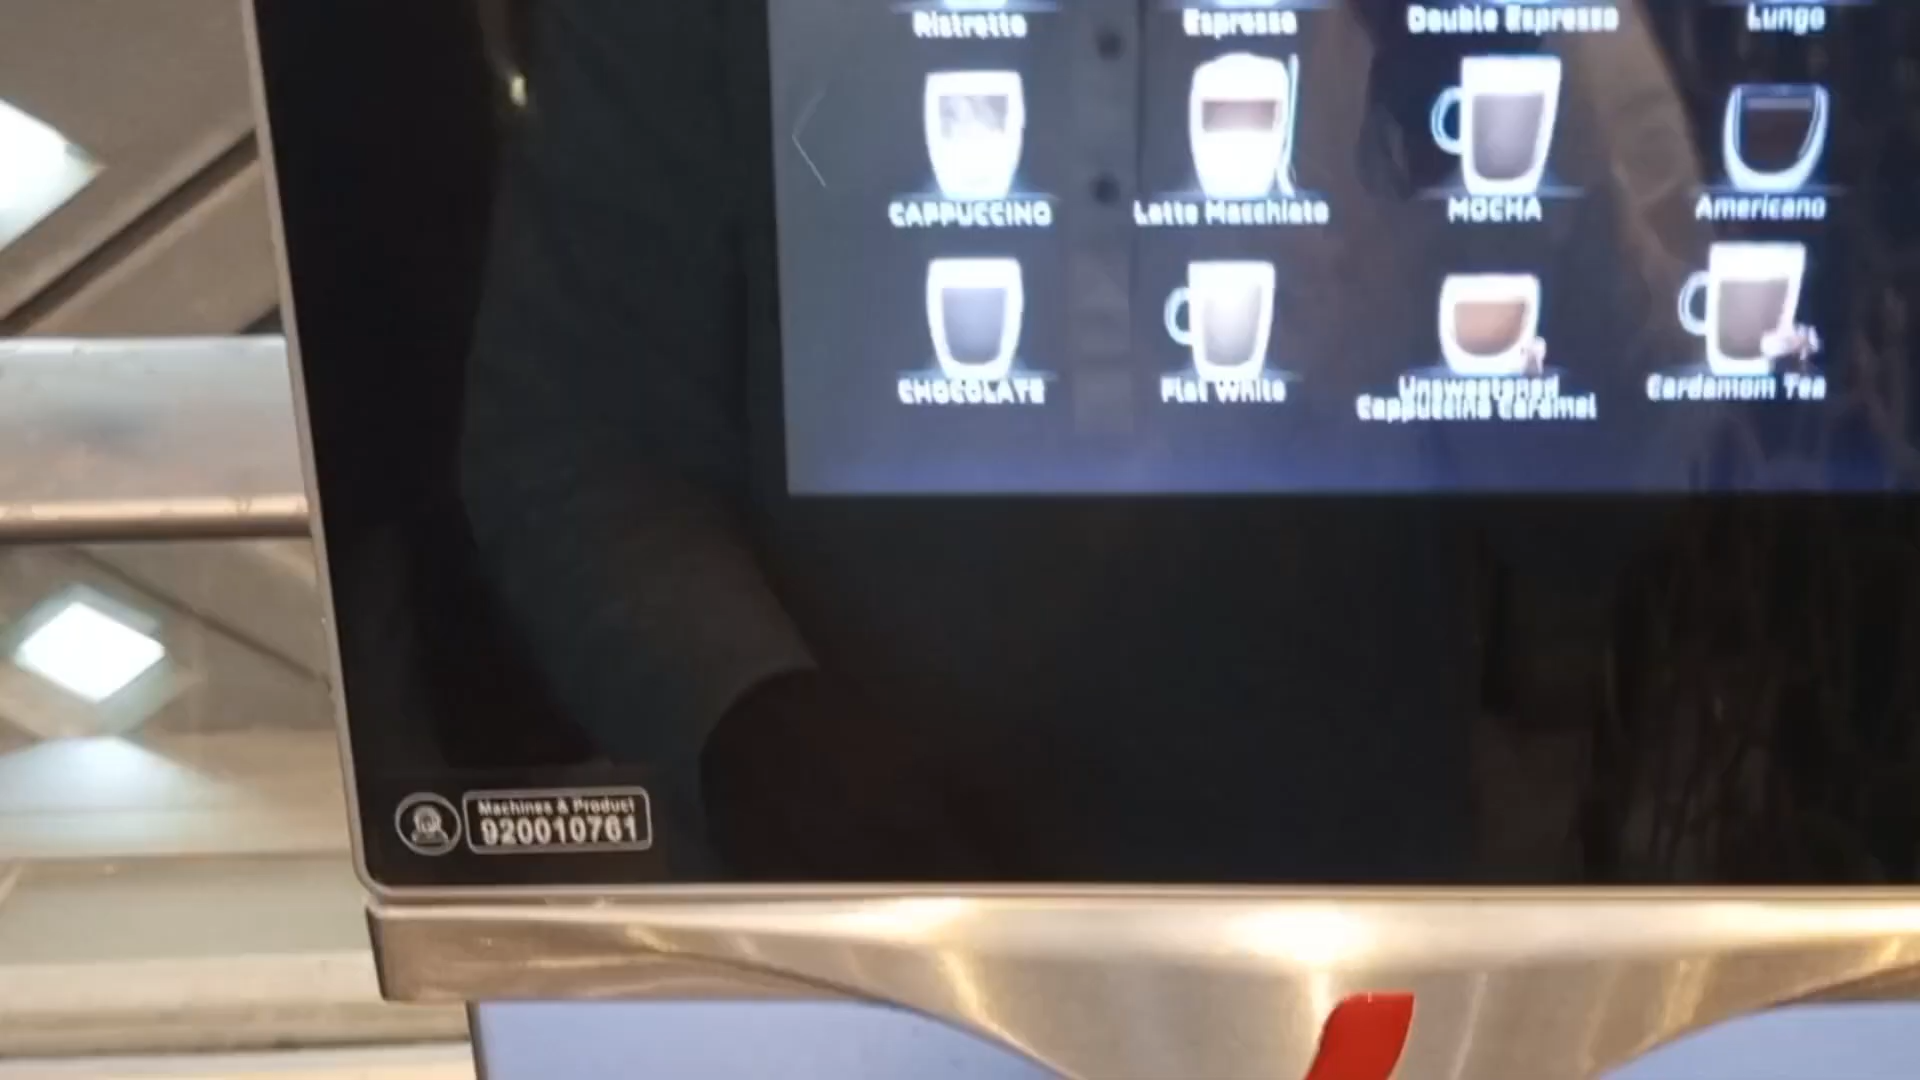 Ristretto Espresso Double Espresso Lungo
CAPPUCCINO Latte Macchiato MOCHA Americano
CHOCOLATE Flat White Unsweetened Cardamom Tea
Cappuccino Caramel
Machines & Product
920010761